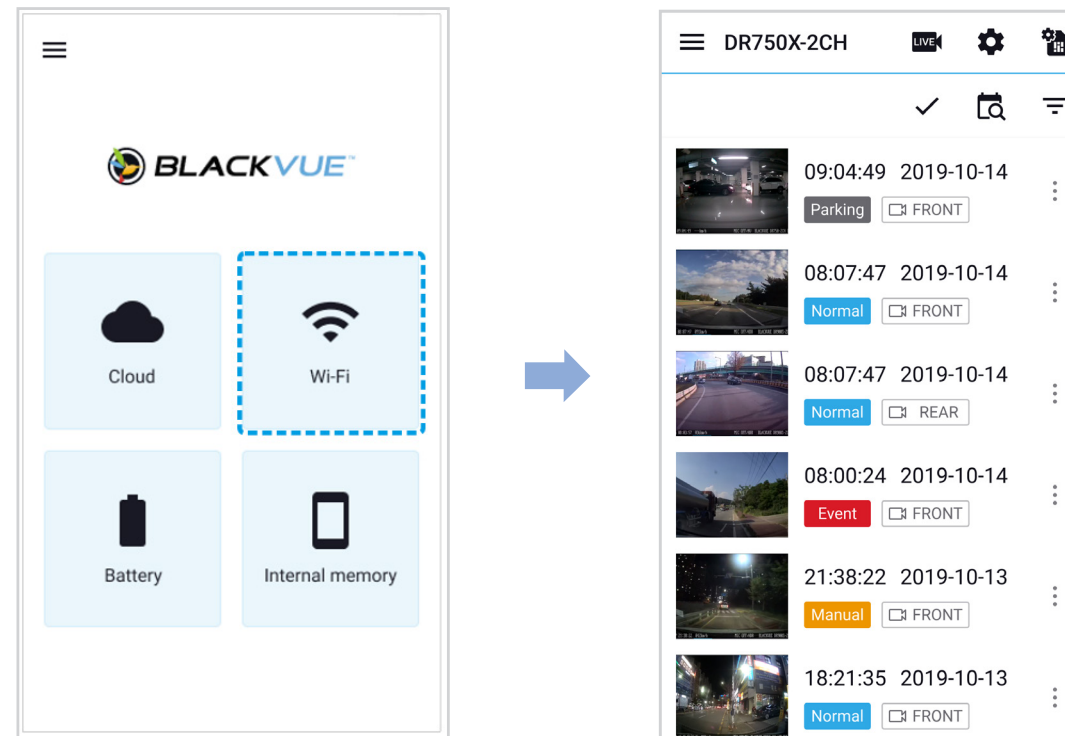 BLACKVUE™
Cloud
Wi-Fi
Battery
Internal memory
DR750X-2CH
LIVE
09:04:49 2019-10-14
Parking FRONT
08:07:47 2019-10-14
Normal FRONT
08:07:47 2019-10-14
Normal REAR
08:00:24 2019-10-14
Event FRONT
21:38:22 2019-10-13
Manual FRONT
18:21:35 2019-10-13
Normal FRONT